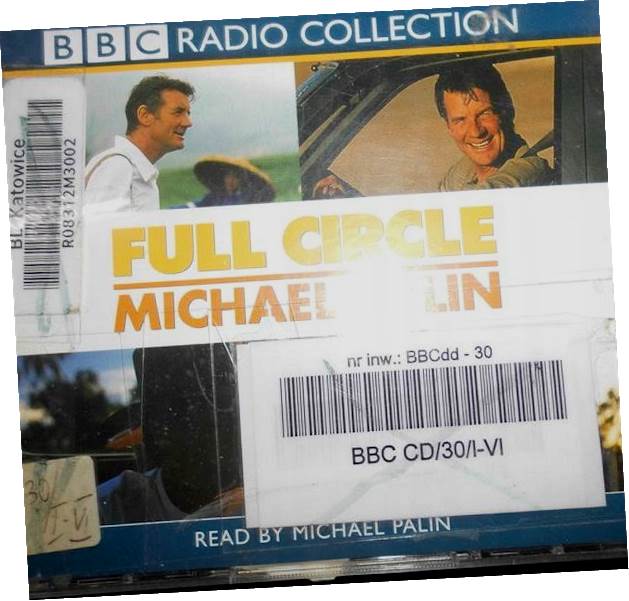 BBC RADIO COLLECTION
BL Katowice
R08312M3002
FULL CIRCLE
MICHAEL PALIN
nr inw.: BBCdd - 30
BBC CD/30/I-VI
30/
I-VI
READ BY MICHAEL PALIN